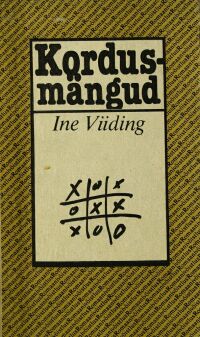 Kordus-
mängud
Ine Viiding
X O X
O X X
X O O